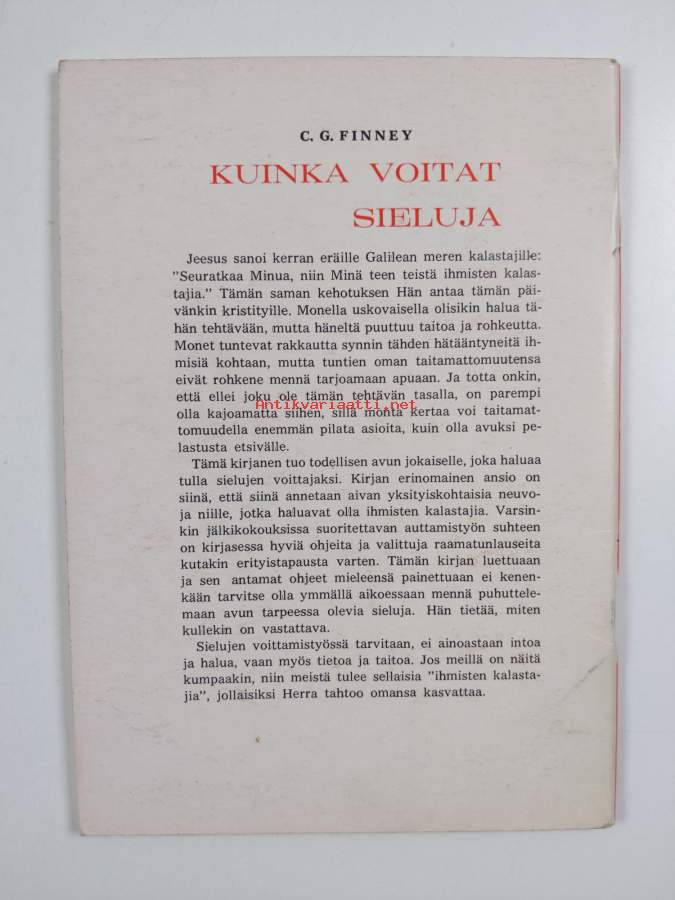 C. G. FINNEY
KUINKA VOITAT
SIELUJA
Jeesus sanoi kerran eräille Galilean meren kalastajille:
"Seuratkaa Minua, niin Minä teen teistä ihmisten kalas-
tajia." Tämän saman kehotuksen Hän antaa tämän päi-
vänkin kristityille. Monella uskovaisella olisikin halua tä-
hän tehtävään, mutta häneltä puuttuu taitoa ja rohkeutta.
Monet tuntevat rakkautta synnin tähden hätääntyneitä ih-
misiä kohtaan, mutta tuntien oman taitamattomuutensa
eivät rohkene mennä tarjoamaan apuaan. Ja totta onkin,
että ellei joku ole tämän tehtävän tasalla, on parempi
olla kajoamatta siihen, sillä monta kertaa voi taitamat-
tomuudella enemmän pilata asioita, kuin olla avuksi pe-
lastusta etsivälle.
Tämä kirjanen tuo todellisen avun jokaiselle, joka haluaa
tulla sielujen voittajaksi. Kirjan erinomainen ansio on
siinä, että siinä annetaan aivan yksityiskohtaisia neuvo-
ja niille, jotka haluavat olla ihmisten kalastajia. Varsin-
kin jälkikokouksissa suoritettavan auttamistyön suhteen
on kirjasessa hyviä ohjeita ja valittuja raamatunlauseita
kutakin erityistapausta varten. Tämän kirjan luettuaan
ja sen antamat ohjeet mieleensä painettuaan ei kenen-
kään tarvitse olla ymmällä aikoessaan mennä puhuttele-
maan avun tarpeessa olevia sieluja. Hän tietää, miten
kullekin on vastattava.
Sielujen voittamistyössä tarvitaan, ei ainoastaan intoa
ja halua, vaan myös tietoa ja taitoa. Jos meillä on näitä
kumpaakin, niin meistä tulee sellaisia "ihmisten kalasta-
jia", jollaisiksi Herra tahtoo omansa kasvattaa.
Antikvariaatti.net